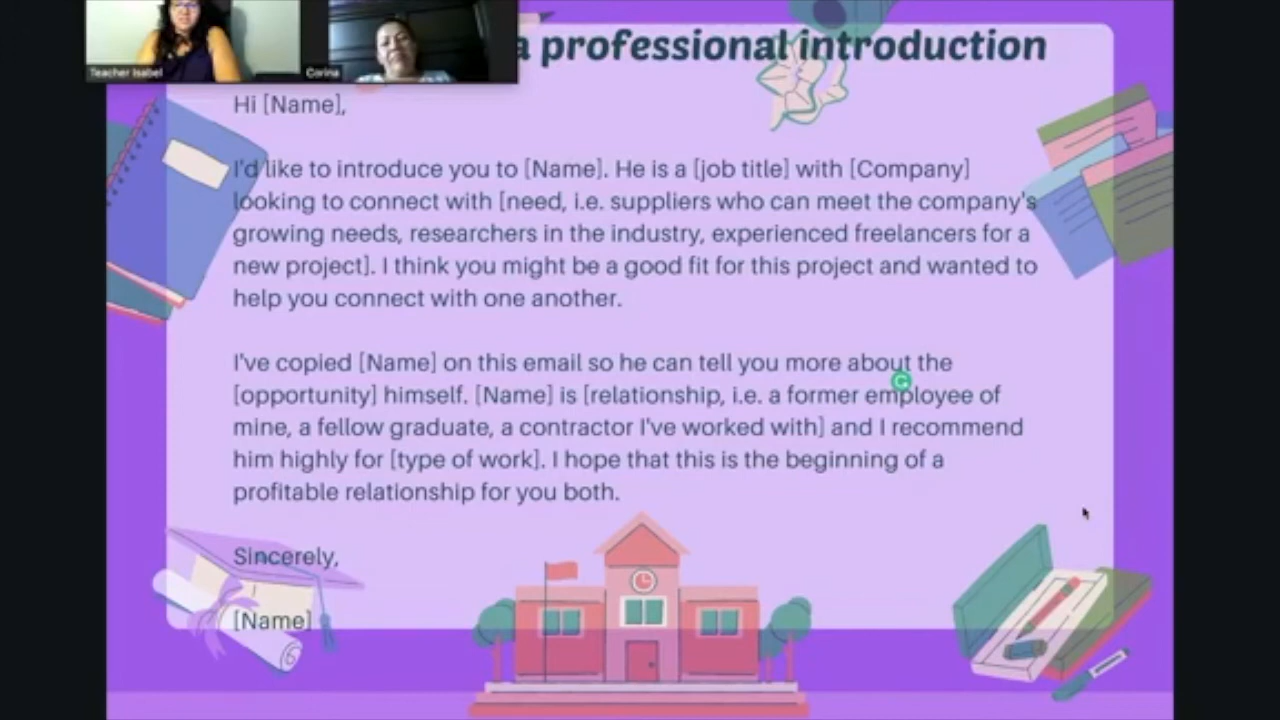 Teacher Isabel
Corina
a professional introduction
Hi [Name],
I'd like to introduce you to [Name]. He is a [job title] with [Company]
looking to connect with [need, i.e. suppliers who can meet the company's
growing needs, researchers in the industry, experienced freelancers for a
new project]. I think you might be a good fit for this project and wanted to
help you connect with one another.
I've copied [Name] on this email so he can tell you more about the
[opportunity] himself. [Name] is [relationship, i.e. a former employee of
mine, a fellow graduate, a contractor I've worked with] and I recommend
him highly for [type of work]. I hope that this is the beginning of a
profitable relationship for you both.
Sincerely,
[Name]